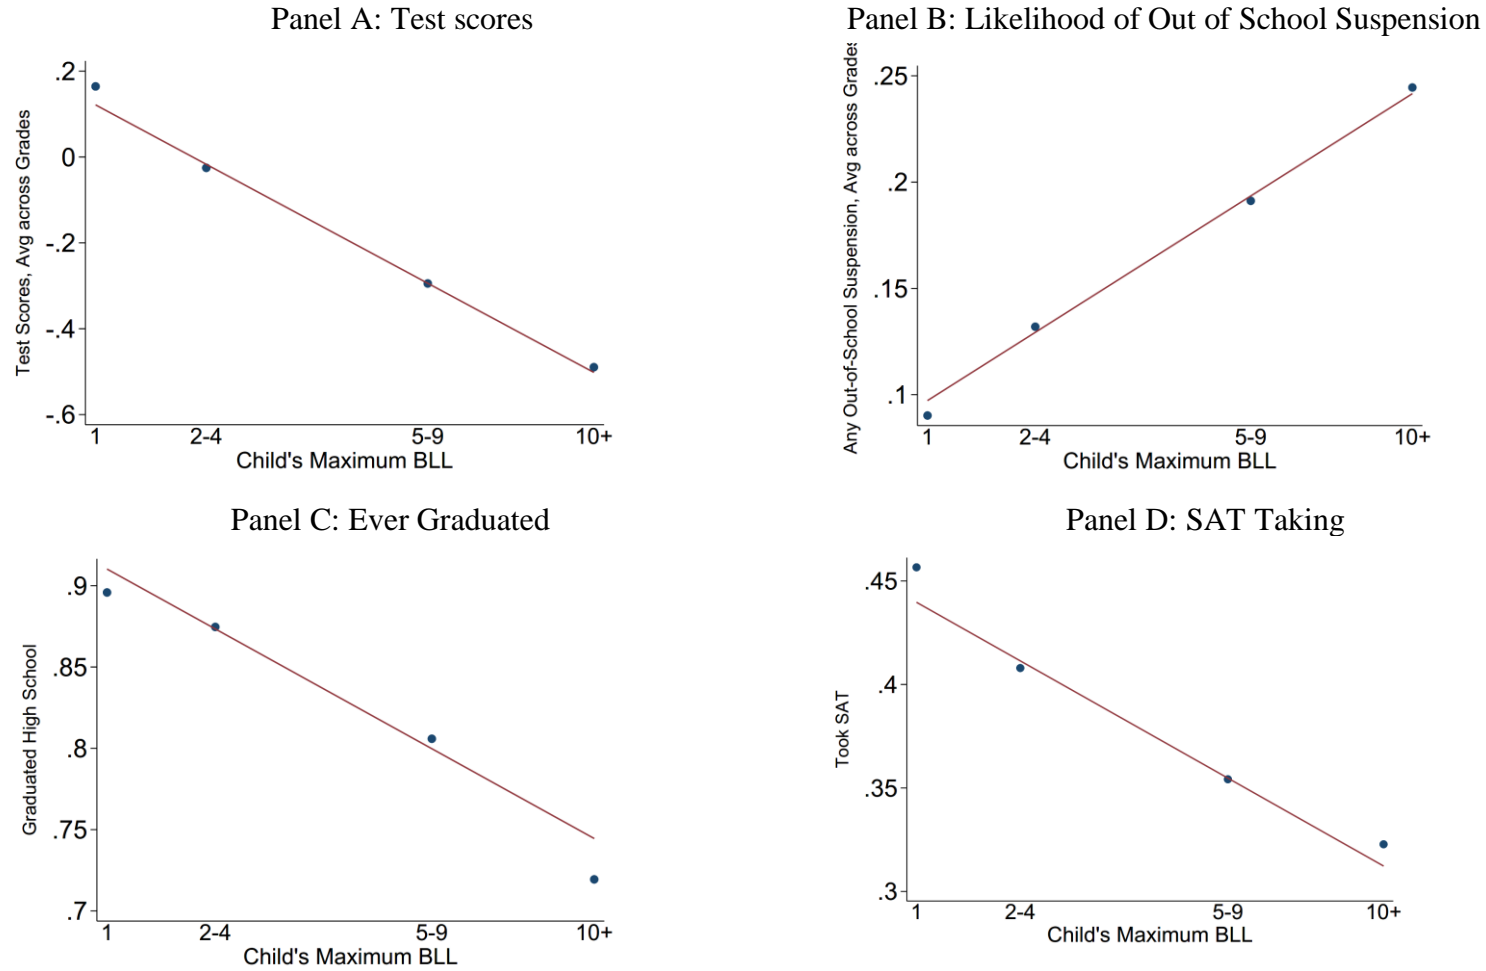 Panel A: Test scores
Test Scores, Avg across Grades
.2
0
-.2
-.4
-.6
1 2-4 5-9 10+
Child's Maximum BLL
Panel B: Likelihood of Out of School Suspension
Any Out-of-School Suspension, Avg across Grades
.25
.2
.15
.1
1 2-4 5-9 10+
Child's Maximum BLL
Panel C: Ever Graduated
Graduated High School
.9
.85
.8
.75
.7
1 2-4 5-9 10+
Child's Maximum BLL
Panel D: SAT Taking
Took SAT
.45
.4
.35
.3
1 2-4 5-9 10+
Child's Maximum BLL